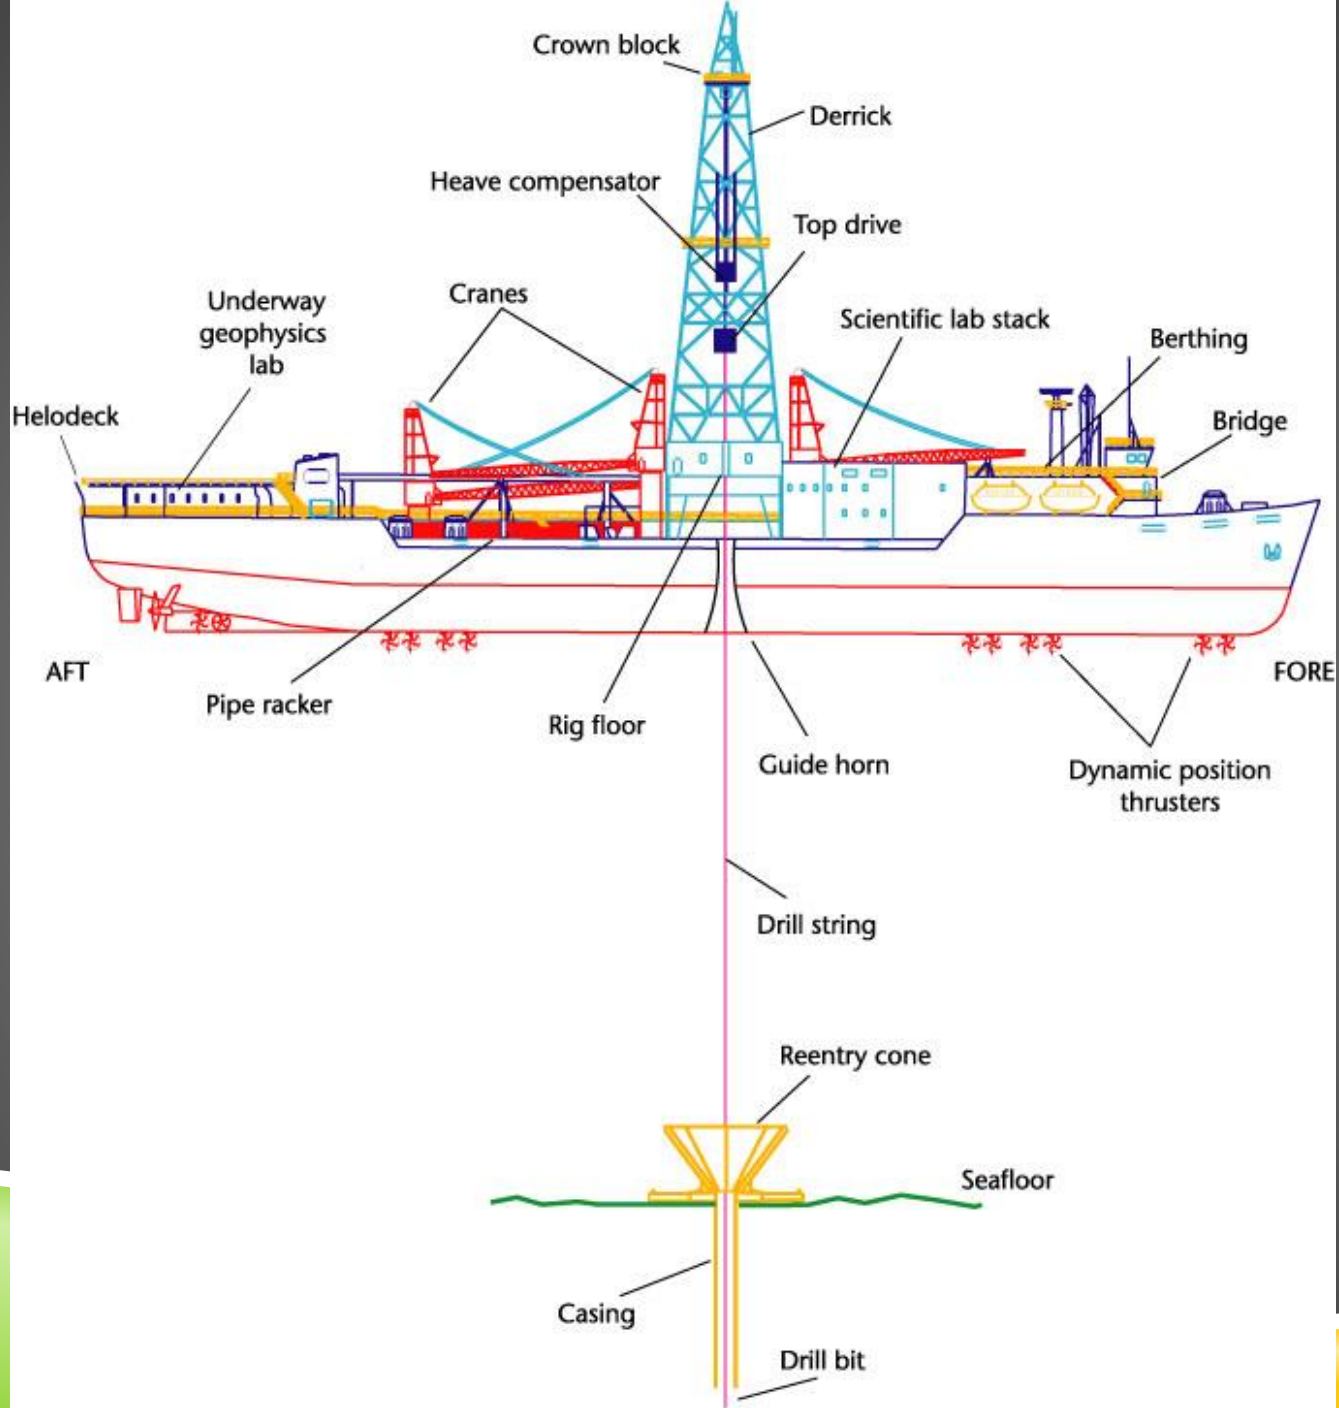 Crown block
Derrick
Heave compensator
Top drive
Cranes
Underway
geophysics
lab
Scientific lab stack
Berthing
Helodeck
Bridge
AFT
FORE
Pipe racker
Rig floor
Guide horn
Dynamic position
thrusters
Drill string
Reentry cone
Seafloor
Casing
Drill bit